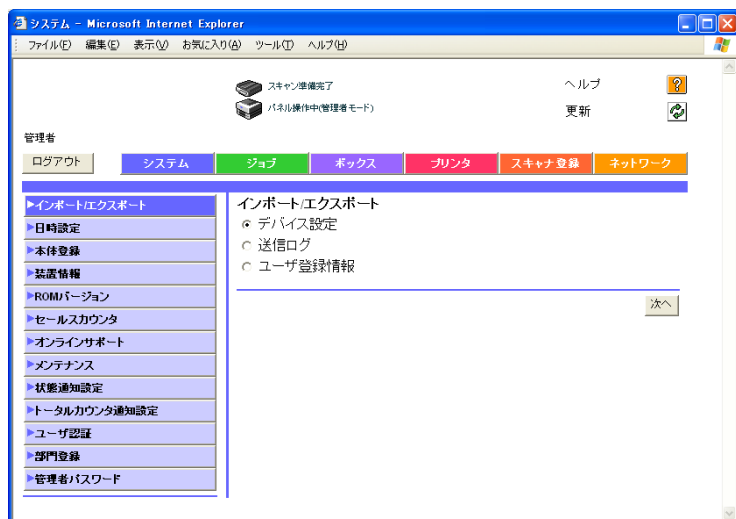 システム - Microsoft Internet Explorer
ファイル(F) 編集(E) 表示(V) お気に入り(A) ツール(T) ヘルプ(H)
スキャン準備完了
ヘルプ
?
パネル操作中(管理者モード)
更新
管理者
ログアウト システム ジョブ ボックス プリンタ スキャナ登録 ネットワーク
インポート/エクスポート
日時設定
本体登録
装置情報
ROMバージョン
セールスカウンタ
オンラインサポート
メンテナンス
状態通知設定
トータルカウンタ通知設定
ユーザ認証
部門登録
管理者パスワード
インポート/エクスポート
デバイス設定
送信ログ
ユーザ登録情報
次へ